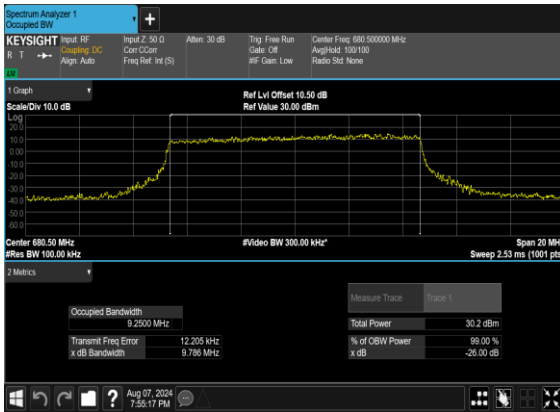 Spectrum Analyzer 1
Occupied BW
KEYSIGHT
R T
LM
Input: RF
Coupling: DC
Align: Auto
Input Z: 50 Ω
Corr CCorr
Freq Ref: Int (S)
Atten: 30 dB
Trig: Free Run
Gate: Off
#IF Gain: Low
Center Freq: 680.500000 MHz
Avg|Hold: 100/100
Radio Std: None
1 Graph
Scale/Div 10.0 dB
Ref Lvl Offset 10.50 dB
Ref Value 30.00 dBm
Log
20.0
10.0
0.00
-10.0
-20.0
-30.0
-40.0
-50.0
-60.0
Center 680.50 MHz
#Res BW 100.00 kHz
#Video BW 300.00 kHz*
Span 20 MH
Sweep 2.53 ms (1001 pts
2 Metrics
Measure Trace
Trace 1
Occupied Bandwidth
9.2500 MHz
Total Power
30.2 dBm
Transmit Freq Error
12.205 kHz
% of OBW Power
99.00 %
x dB Bandwidth
9.786 MHz
x dB
-26.00 dB
Aug 07, 2024
7:55:17 PM